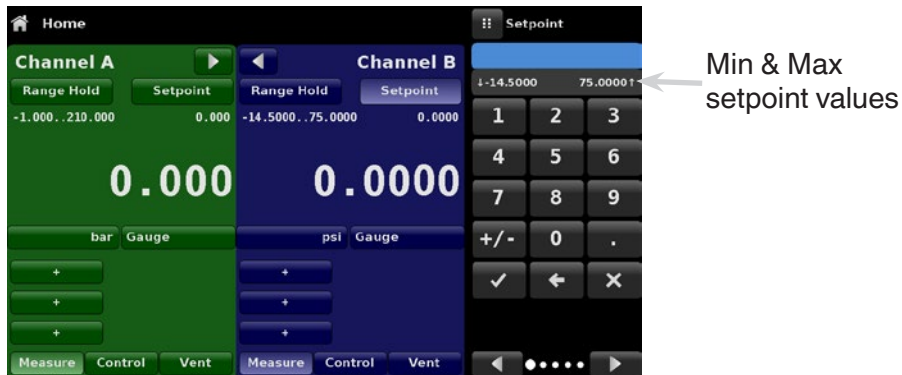 Home
Channel A
Range Hold Setpoint
-1.000..210.000 0.000
0.000
bar Gauge
+
+
+
Measure Control Vent
Channel B
Range Hold Setpoint
-14.5000..75.0000 0.0000
0.0000
psi Gauge
+
+
+
Measure Control Vent
Setpoint
↓-14.5000 75.0000↑
1 2 3
4 5 6
7 8 9
+/- 0 .
Min & Max
setpoint values